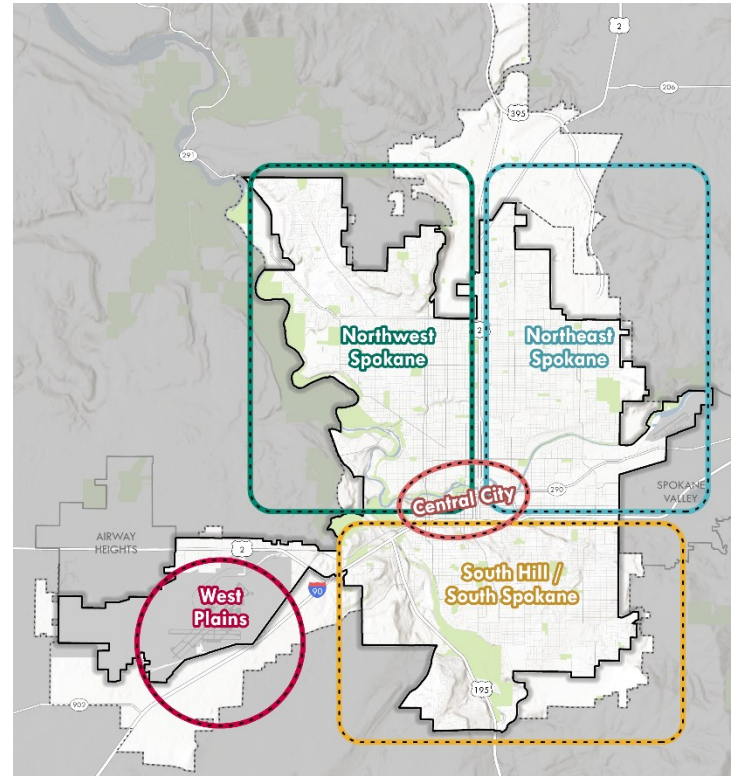 2
206
395
291
Northwest
Spokane
Northeast
Spokane
2
Central City
290
SPOKANE
VALLEY
AIRWAY
HEIGHTS
2
West
Plains
90
South Hill /
South Spokane
195
902